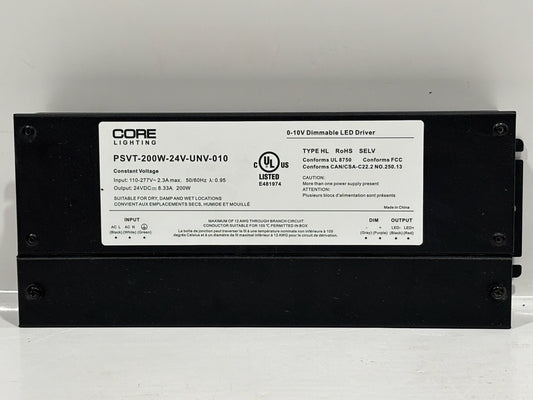 CORE
LIGHTING
0-10V Dimmable LED Driver
PSVT-200W-24V-UNV-010
Constant Voltage
Input: 110-277V~ 2.3A max, 50/60Hz λ: 0.95
Output: 24VDC⎓ 8.33A 200W
SUITABLE FOR DRY, DAMP AND WET LOCATIONS
CONVIENT AUX EMPLACEMENTS SECS, HUMIDE ET MOUILLÉ
C UL US
LISTED
E481974
TYPE HL RoHS SELV
Conforms UL 8750 Conforms FCC
Conforms CAN/CSA-C22.2 NO.250.13
CAUTION:
More than one power supply present
ATTENTION:
Plusieurs blocs d'alimentation sont présents
Made in China
INPUT
AC L AC N
(Black) (White) (Green)
MAXIMUM OF 12 AWG THROUGH BRANCH CIRCUIT
CONDUCTOR SUITABLE FOR 105 ℃ PERMITTED IN BOX
DIM OUTPUT
- + LED- LED+
(Gray) (Purple) (Black) (Red)